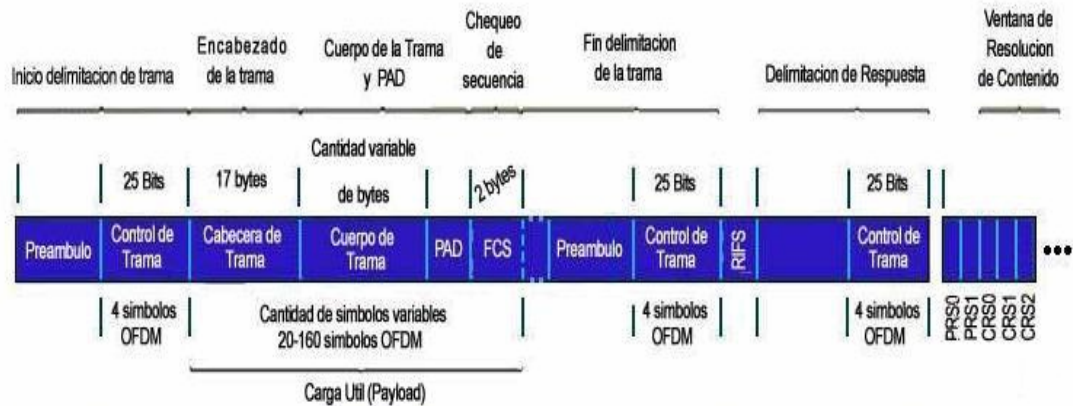 Inicio delimitacion de trama
Encabezado
de la trama
Cuerpo de la Trama
y PAD
Chequeo
de
secuencia
Fin delimitacion
de la trama
Delimitacion de Respuesta
Ventana de
Resolucion
de Contenido
25 Bits
17 bytes
Cantidad variable
de bytes
2 bytes
25 Bits
25 Bits
Preambulo
Control de
Trama
Cabecera de
Trama
Cuerpo de
Trama
PAD
FCS
Preambulo
Control de
Trama
RIFS
Control de
Trama
4 simbolos
OFDM
Cantidad de simbolos variables
20-160 simbolos OFDM
4 simbolos
OFDM
4 simbolos
OFDM
PRS0
PRS1
CRS0
CRS1
CRS2
Carga Util (Payload)